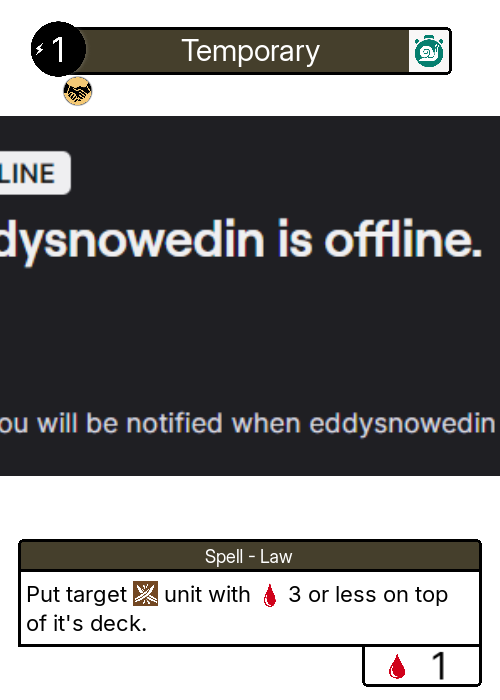 1
Temporary
LINE
dysnowedin is offline.
ou will be notified when eddysnowedin
Spell - Law
Put target unit with 3 or less on top
of it's deck.
1